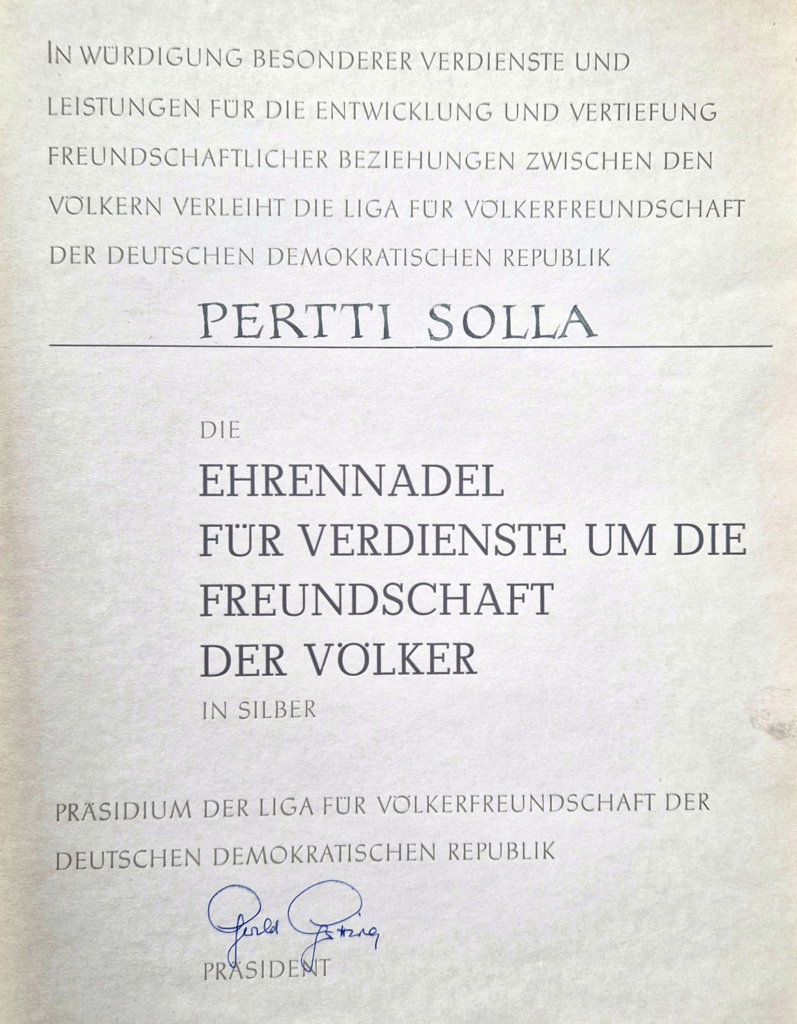 IN WÜRDIGUNG BESONDERER VERDIENSTE UND
LEISTUNGEN FÜR DIE ENTWICKLUNG UND VERTIEFUNG
FREUNDSCHAFTLICHER BEZIEHUNGEN ZWISCHEN DEN
VÖLKERN VERLEIHT DIE LIGA FÜR VÖLKERFREUNDSCHAFT
DER DEUTSCHEN DEMOKRATISCHEN REPUBLIK
PERTTI SOLLA
DIE
EHRENNADEL
FÜR VERDIENSTE UM DIE
FREUNDSCHAFT
DER VÖLKER
IN SILBER
PRÄSIDIUM DER LIGA FÜR VÖLKERFREUNDSCHAFT DER
DEUTSCHEN DEMOKRATISCHEN REPUBLIK
Gerald Götting
PRÄSIDENT